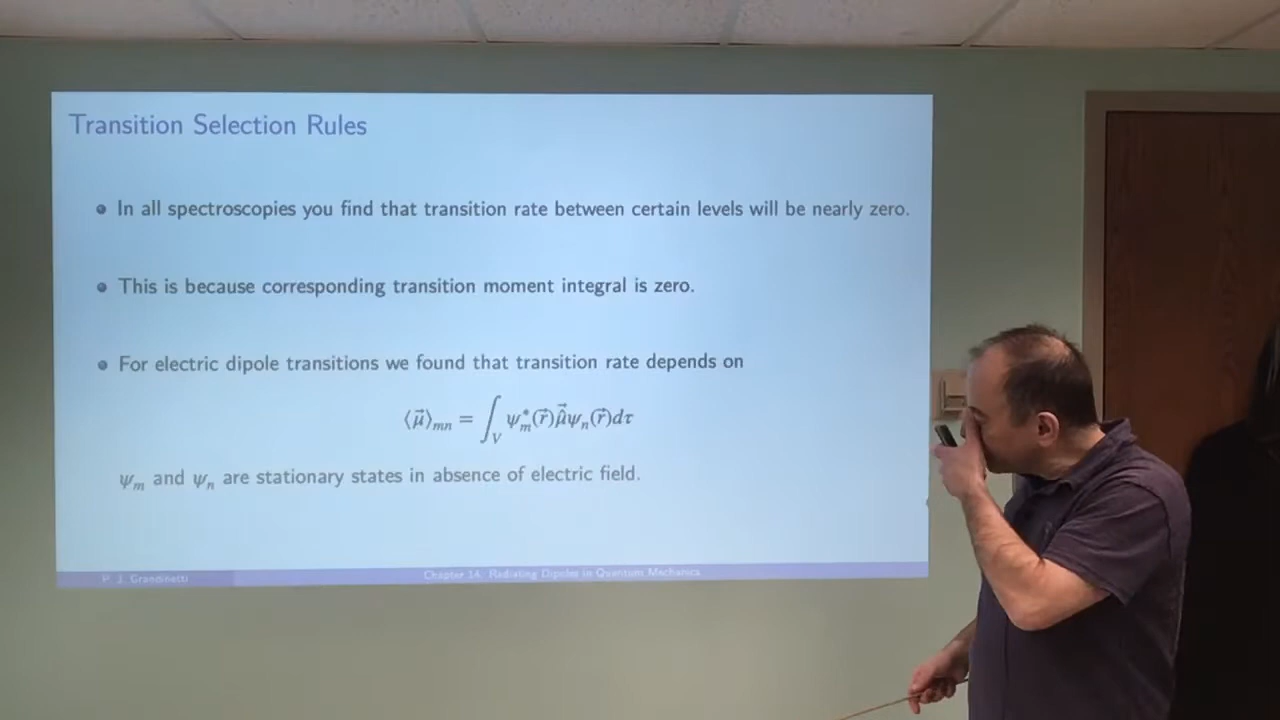 Transition Selection Rules
In all spectroscopies you find that transition rate between certain levels will be nearly zero.
This is because corresponding transition moment integral is zero.
For electric dipole transitions we found that transition rate depends on
⟨μ⃗⟩ₘₙ = ∫_V ψ*ₘ(r⃗)μ̂⃗ψₙ(r⃗)dτ
ψₘ and ψₙ are stationary states in absence of electric field.
P. J. Grandinetti
Chapter 14: Radiating Dipoles in Quantum Mechanics